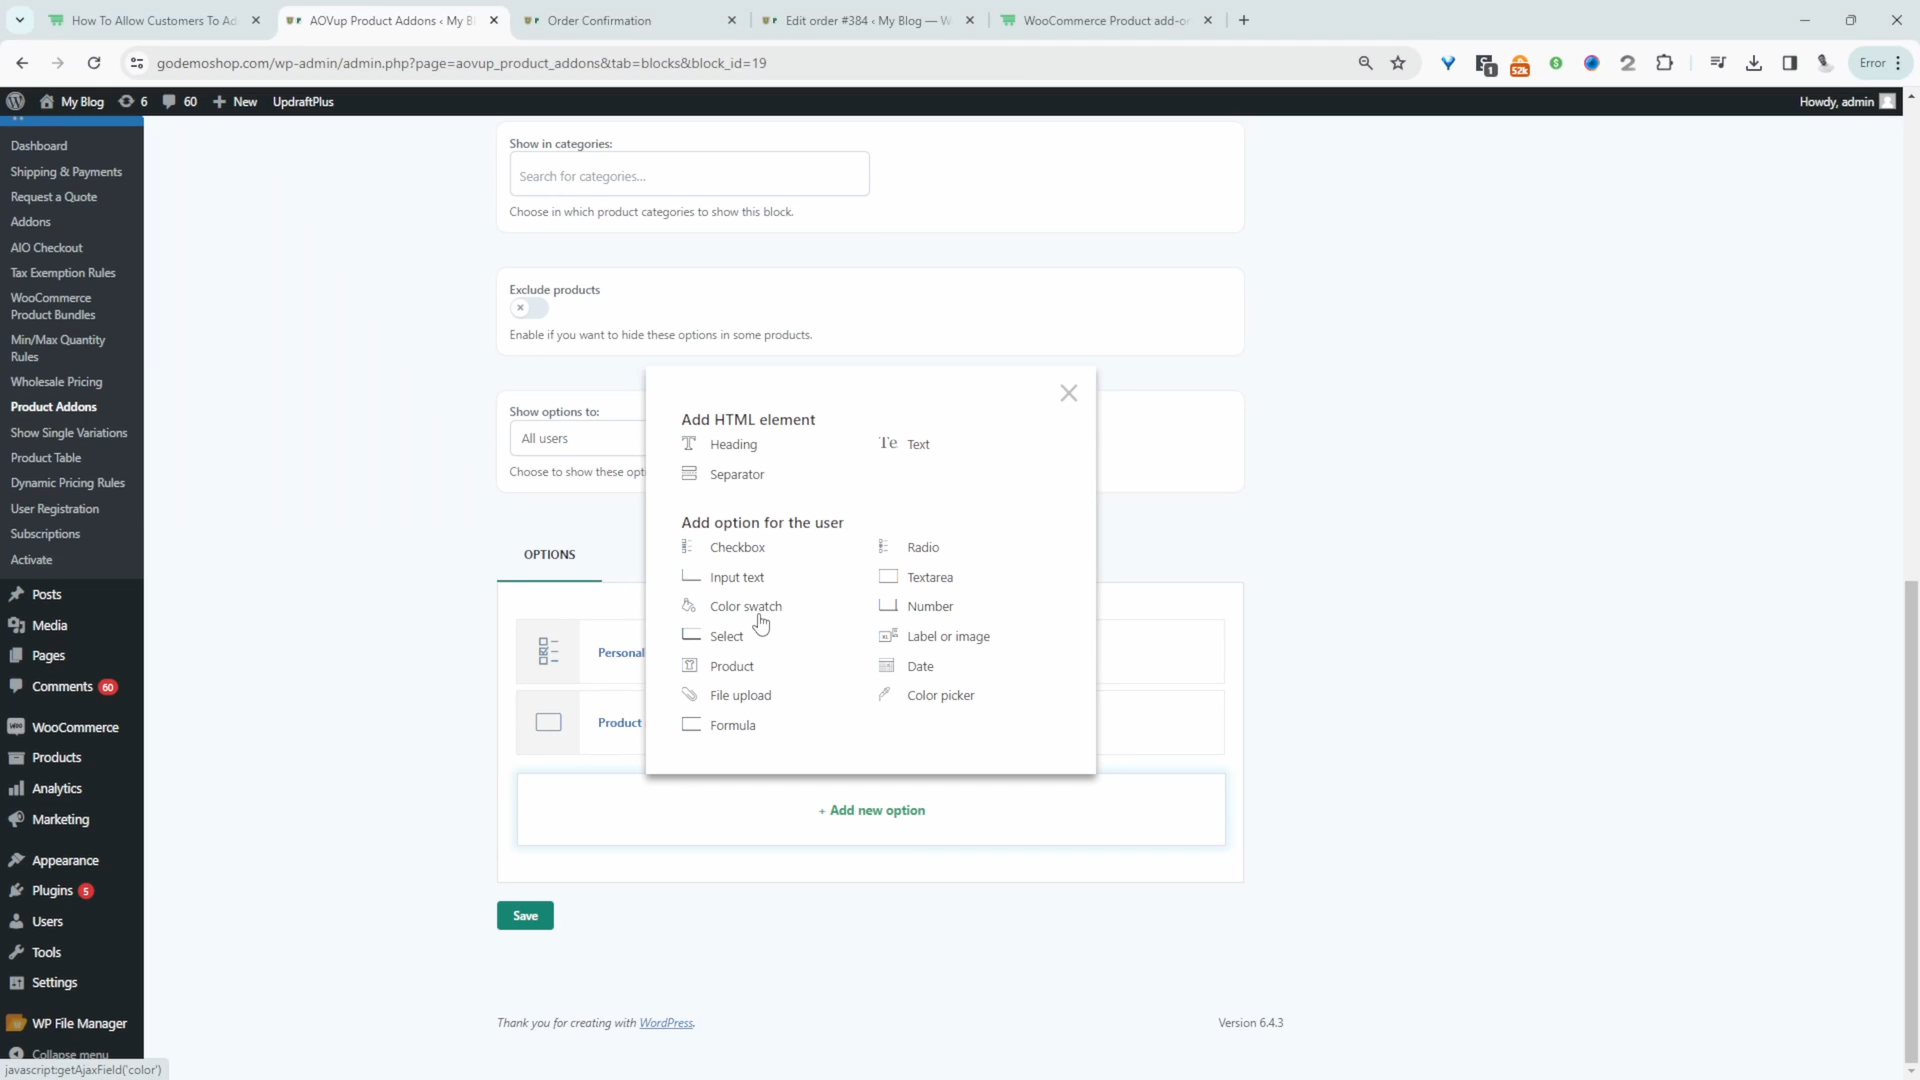 How To Allow Customers To Ad
AOVup Product Addons ‹ My B
Order Confirmation
Edit order #384 ‹ My Blog — W
WooCommerce Product add-o
godemoshop.com/wp-admin/admin.php?page=aovup_product_addons&tab=blocks&block_id=19
1
52k
2
Error
My Blog
6
60
New
UpdraftPlus
Howdy, admin
Dashboard
Shipping & Payments
Request a Quote
Addons
AIO Checkout
Tax Exemption Rules
WooCommerce
Product Bundles
Min/Max Quantity
Rules
Wholesale Pricing
Product Addons
Show Single Variations
Product Table
Dynamic Pricing Rules
User Registration
Subscriptions
Activate
Posts
Media
Pages
Comments 60
WooCommerce
Products
Analytics
Marketing
Appearance
Plugins 5
Users
Tools
Settings
WP File Manager
Collapse menu
javascript:getAjaxField('color')
Show in categories:
Search for categories...
Choose in which product categories to show this block.
Exclude products
Enable if you want to hide these options in some products.
Show options to:
All users
Choose to show these opti
OPTIONS
Personal
Product
Add HTML element
Heading
Te Text
Separator
Add option for the user
Checkbox
Radio
Input text
Textarea
Color swatch
Number
Select
Label or image
Product
Date
File upload
Color picker
Formula
+ Add new option
Save
Thank you for creating with WordPress.
Version 6.4.3